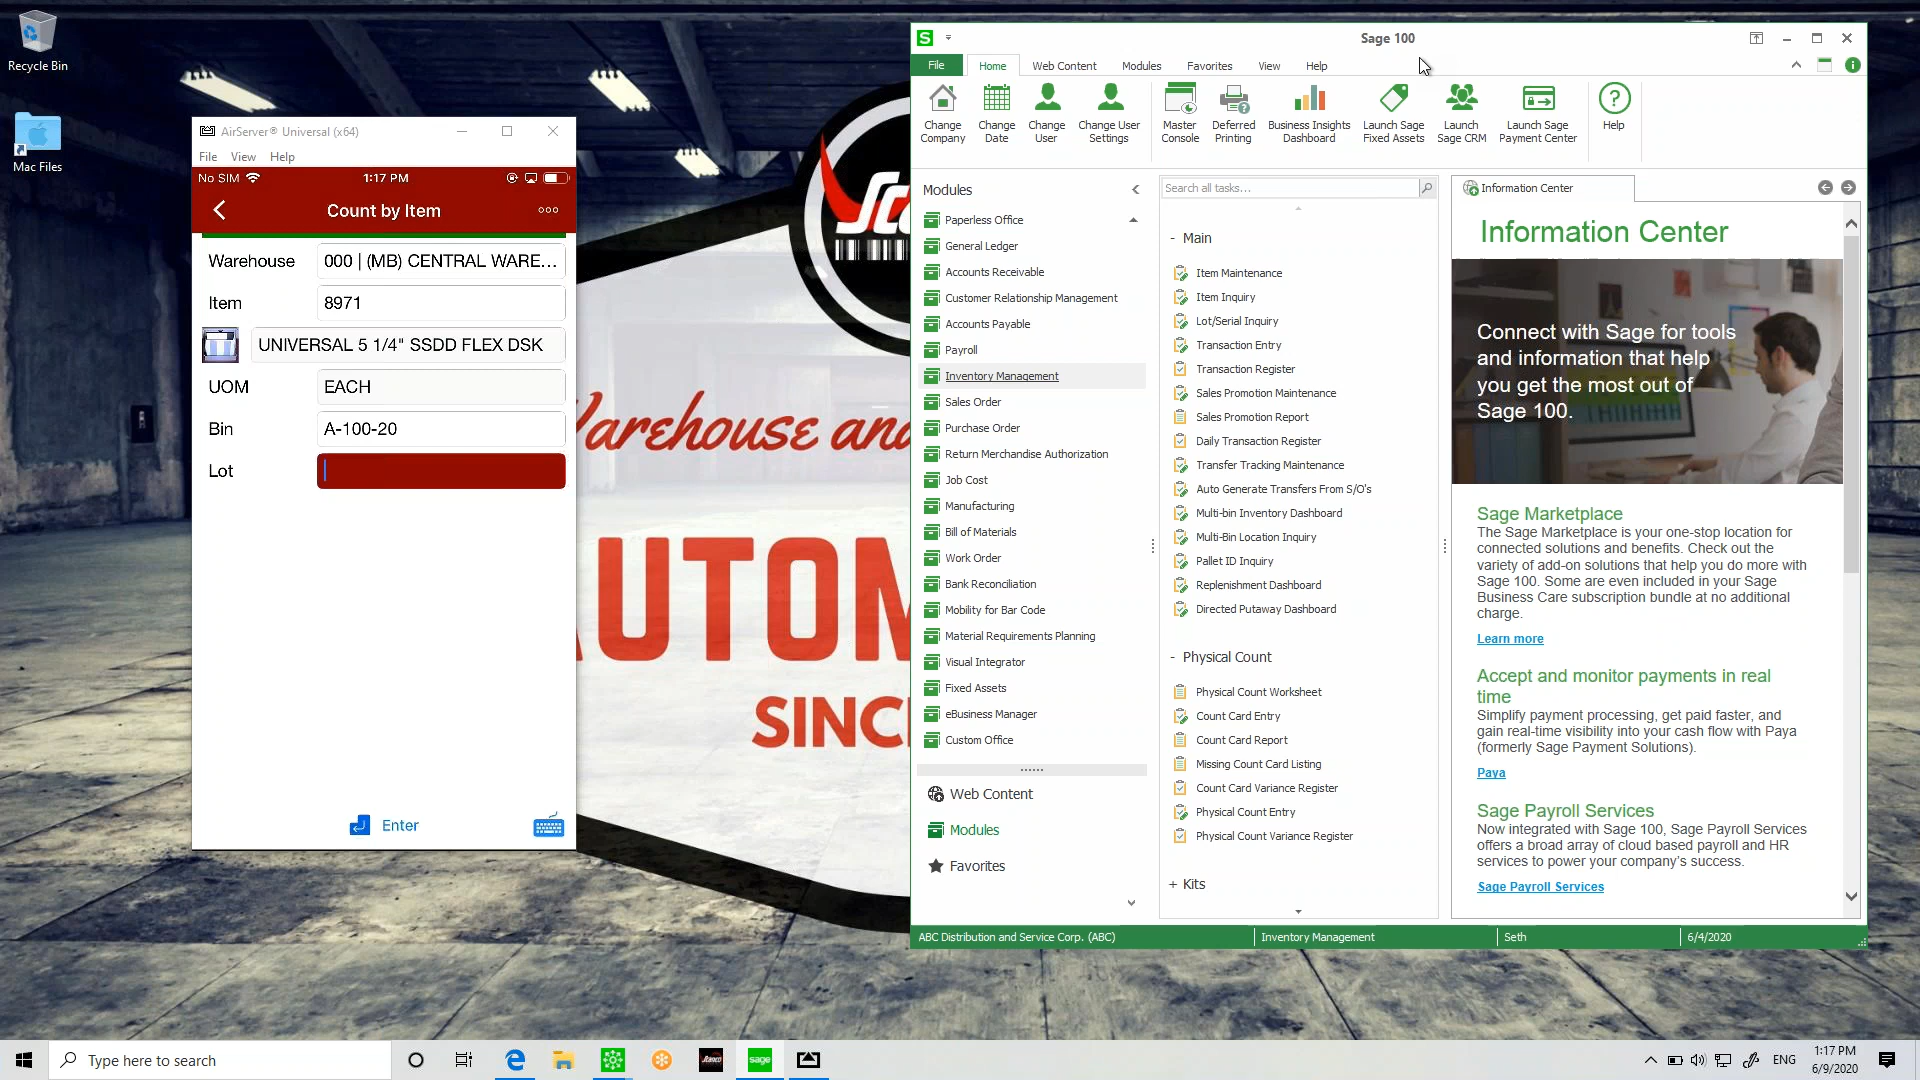 Recycle Bin
Mac Files
AirServer® Universal (x64)
File View Help
No SIM
1:17 PM
Count by Item
Warehouse
000 | (MB) CENTRAL WARE...
Item
8971
UNIVERSAL 5 1/4" SSDD FLEX DSK
UOM
EACH
Bin
A-100-20
Lot
Enter
Warehouse and
AUTOM
SINC
Sage 100
File Home Web Content Modules Favorites View Help
Change Company
Change Date
Change User
Change User Settings
Master Console
Deferred Printing
Business Insights Dashboard
Launch Sage Fixed Assets
Launch Sage CRM
Launch Sage Payment Center
Help
Modules
Paperless Office
General Ledger
Accounts Receivable
Customer Relationship Management
Accounts Payable
Payroll
Inventory Management
Sales Order
Purchase Order
Return Merchandise Authorization
Job Cost
Manufacturing
Bill of Materials
Work Order
Bank Reconciliation
Mobility for Bar Code
Material Requirements Planning
Visual Integrator
Fixed Assets
eBusiness Manager
Custom Office
Web Content
Modules
Favorites
Search all tasks...
- Main
Item Maintenance
Item Inquiry
Lot/Serial Inquiry
Transaction Entry
Transaction Register
Sales Promotion Maintenance
Sales Promotion Report
Daily Transaction Register
Transfer Tracking Maintenance
Auto Generate Transfers From S/O's
Multi-bin Inventory Dashboard
Multi-Bin Location Inquiry
Pallet ID Inquiry
Replenishment Dashboard
Directed Putaway Dashboard
- Physical Count
Physical Count Worksheet
Count Card Entry
Count Card Report
Missing Count Card Listing
Count Card Variance Register
Physical Count Entry
Physical Count Variance Register
+ Kits
Information Center
Information Center
Connect with Sage for tools
and information that help
you get the most out of
Sage 100.
Sage Marketplace
The Sage Marketplace is your one-stop location for
connected solutions and benefits. Check out the
variety of add-on solutions that help you do more with
Sage 100. Some are even included in your Sage
Business Care subscription bundle at no additional
charge.
Learn more
Accept and monitor payments in real
time
Simplify payment processing, get paid faster, and
gain real-time visibility into your cash flow with Paya
(formerly Sage Payment Solutions).
Paya
Sage Payroll Services
Now integrated with Sage 100, Sage Payroll Services
offers a broad array of cloud based payroll and HR
services to power your company's success.
Sage Payroll Services
ABC Distribution and Service Corp. (ABC)
Inventory Management
Seth
6/4/2020
Type here to search
sage
ENG
1:17 PM
6/9/2020